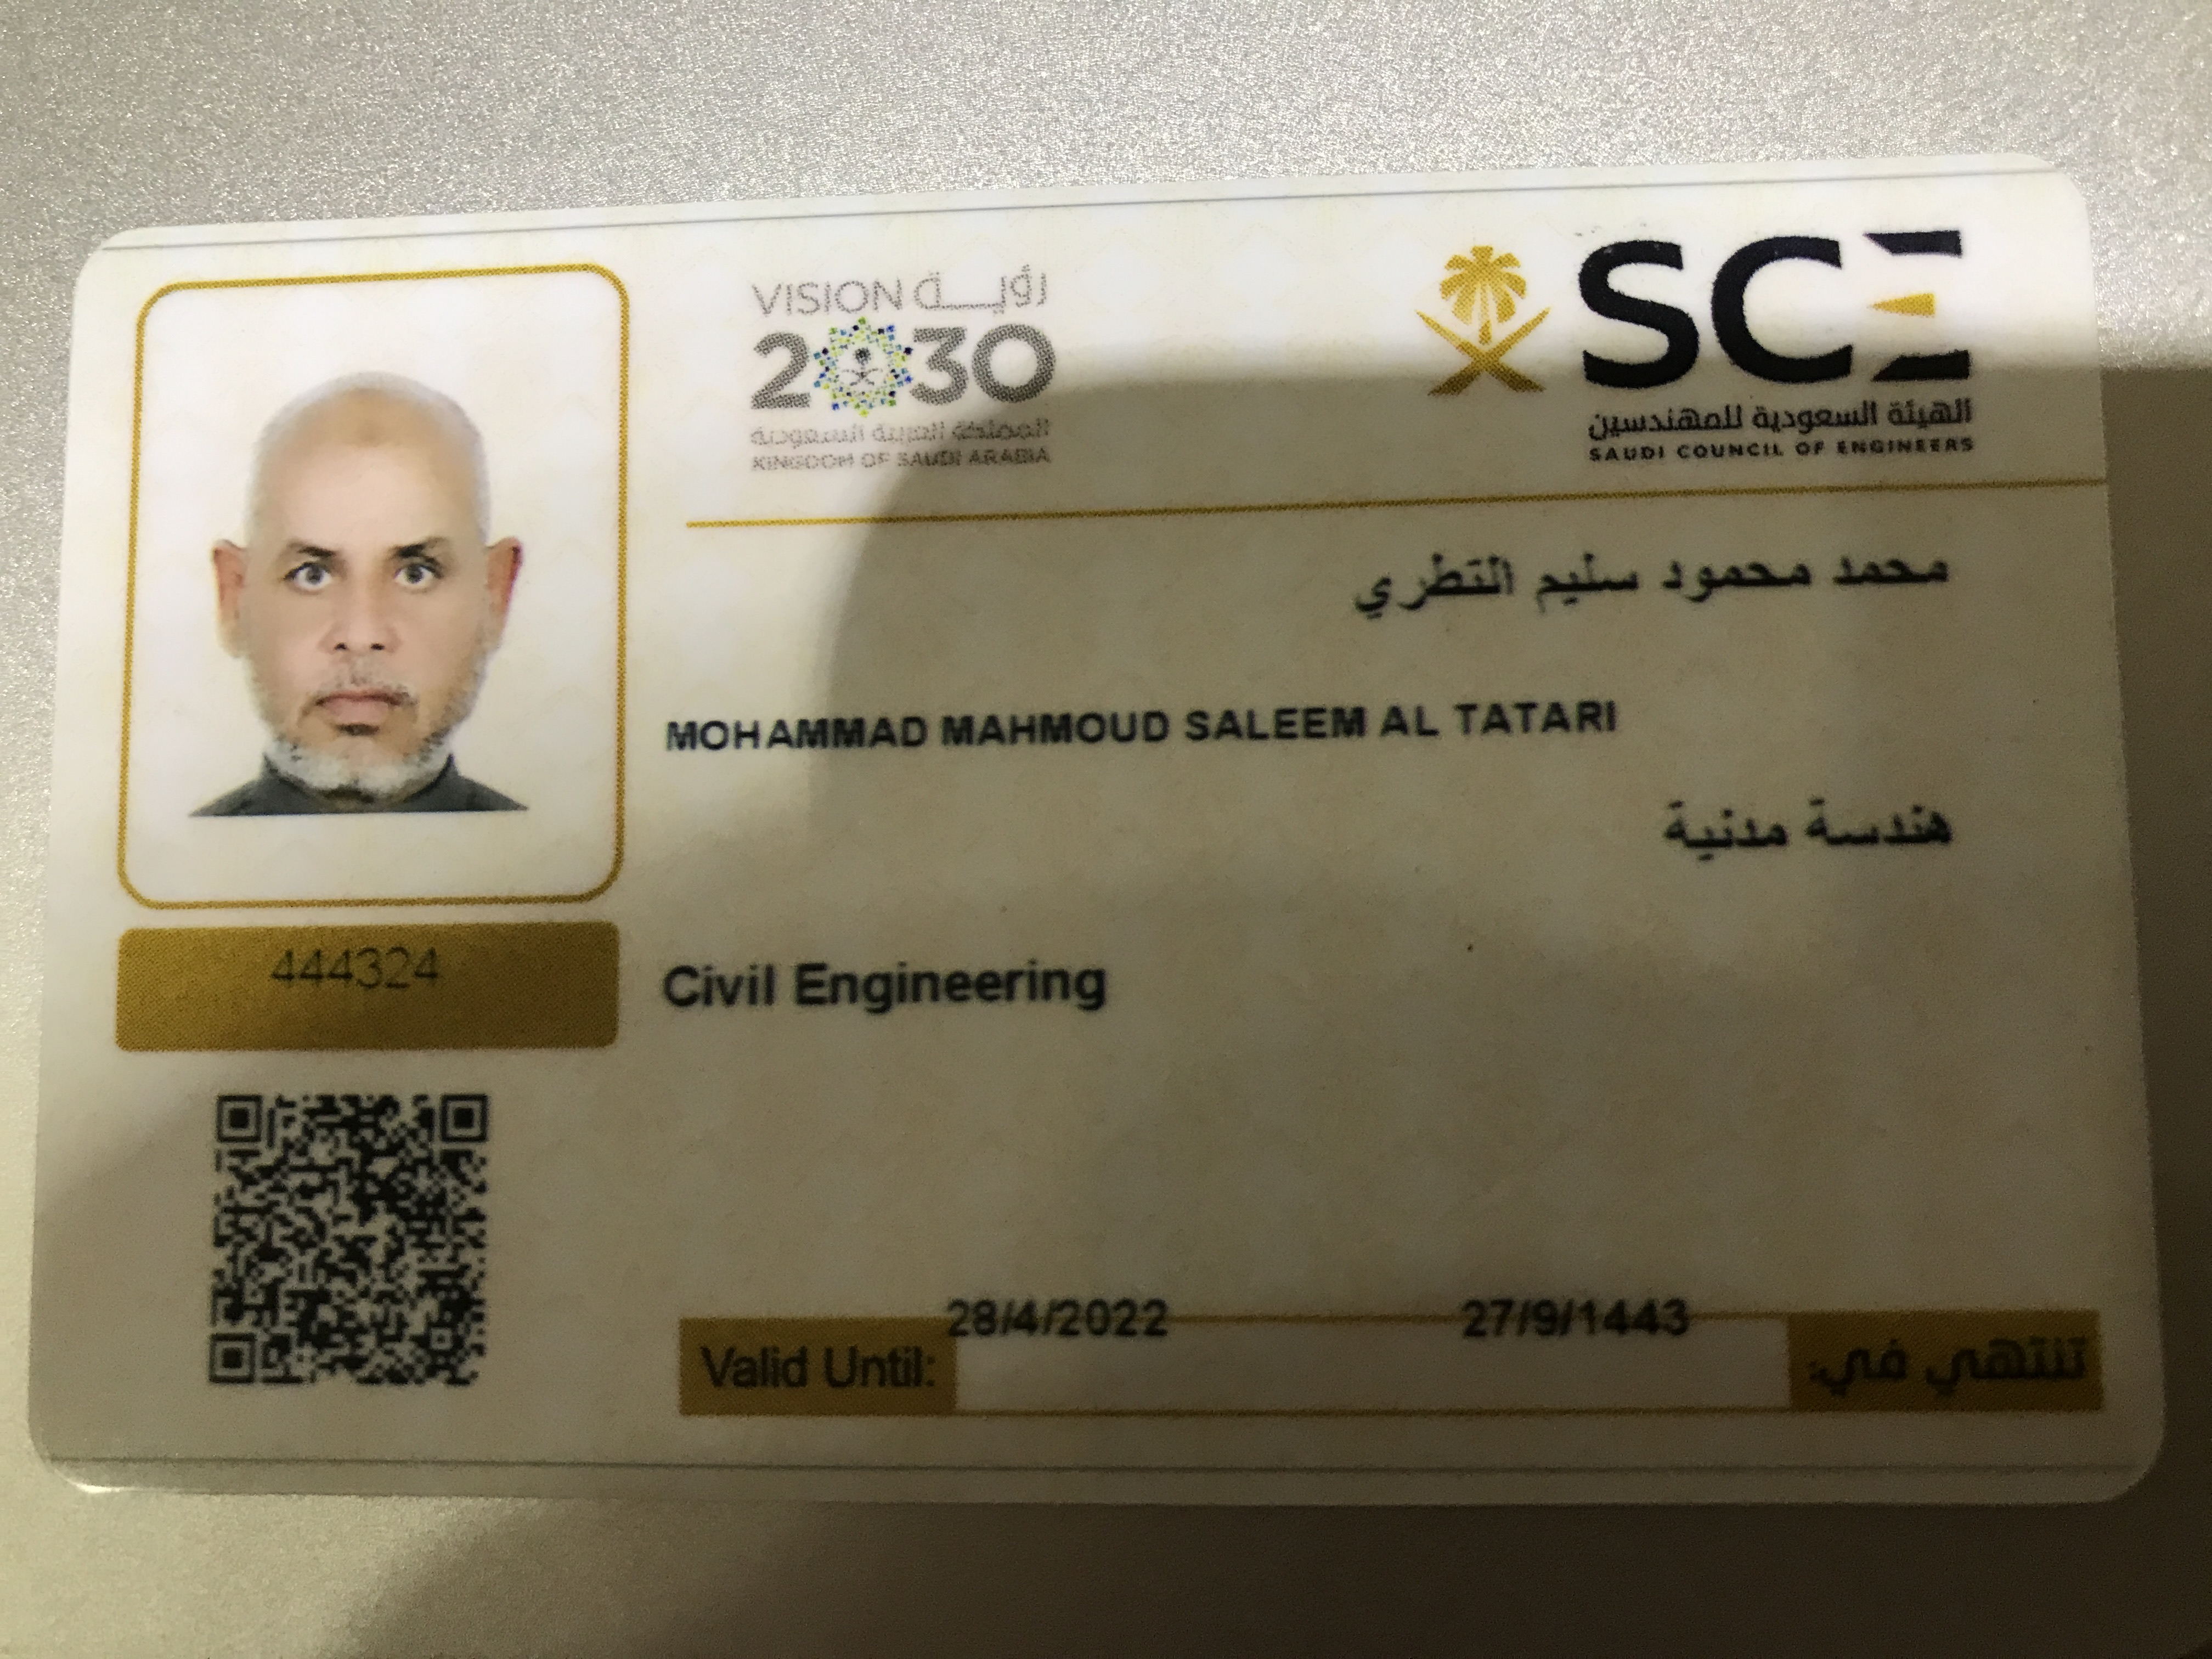 VISION رؤيـــة
2030
المملكة العربية السعودية
KINGDOM OF SAUDI ARABIA
SCE
الهيئة السعودية للمهندسين
SAUDI COUNCIL OF ENGINEERS
محمد محمود سليم التطري
MOHAMMAD MAHMOUD SALEEM AL TATARI
هندسة مدنية
444324
Civil Engineering
Valid Until: 28/4/2022 27/9/1443 تنتهي في: